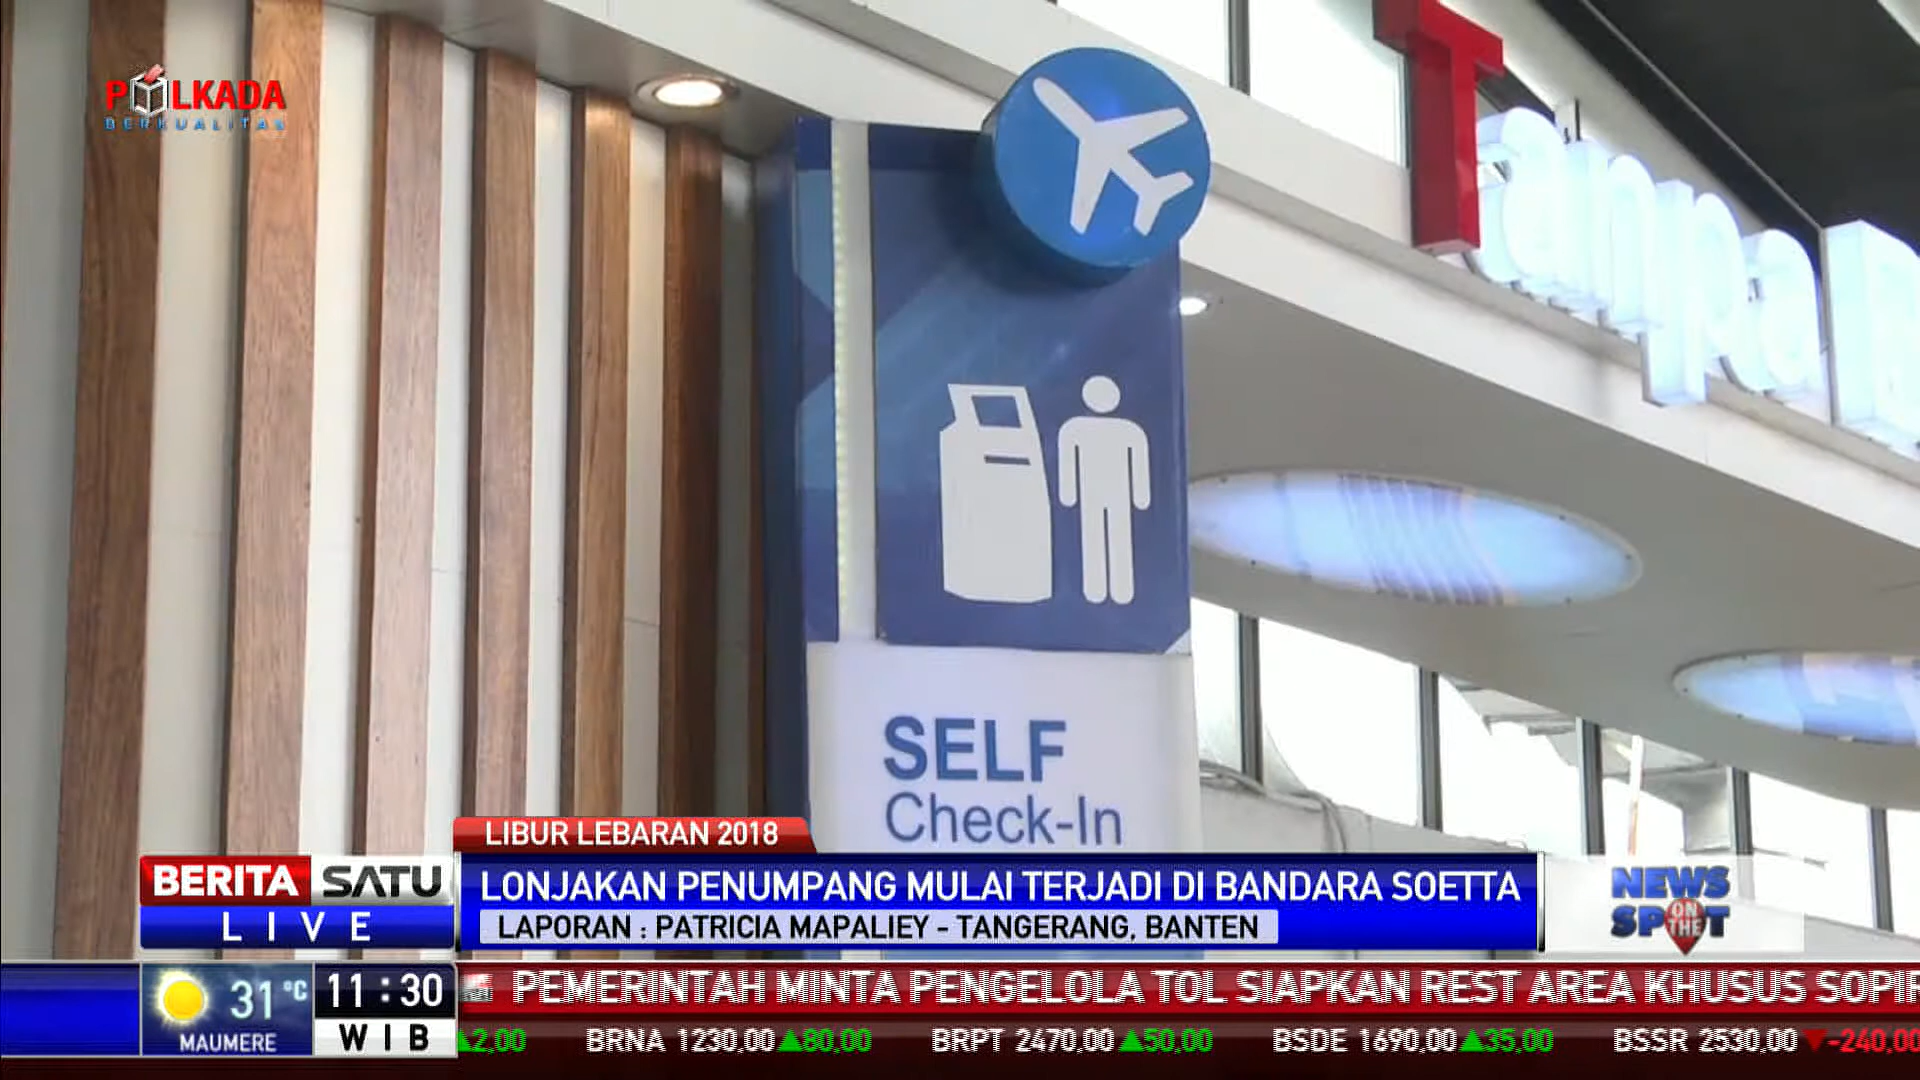 PILKADA
BERKUALITAS
Tanpa
SELF
Check-In
LIBUR LEBARAN 2018
BERITA SATU
LIVE
LONJAKAN PENUMPANG MULAI TERJADI DI BANDARA SOETTA
LAPORAN : PATRICIA MAPALIEY - TANGERANG, BANTEN
NEWS
ON THE
SPOT
31°C
MAUMERE
11:30
WIB
PEMERINTAH MINTA PENGELOLA TOL SIAPKAN REST AREA KHUSUS SOPIR
▲2,00 BRNA 1230,00▲80,00 BRPT 2470,00▲50,00 BSDE 1690,00▲35,00 BSSR 2530,00▼-240,00